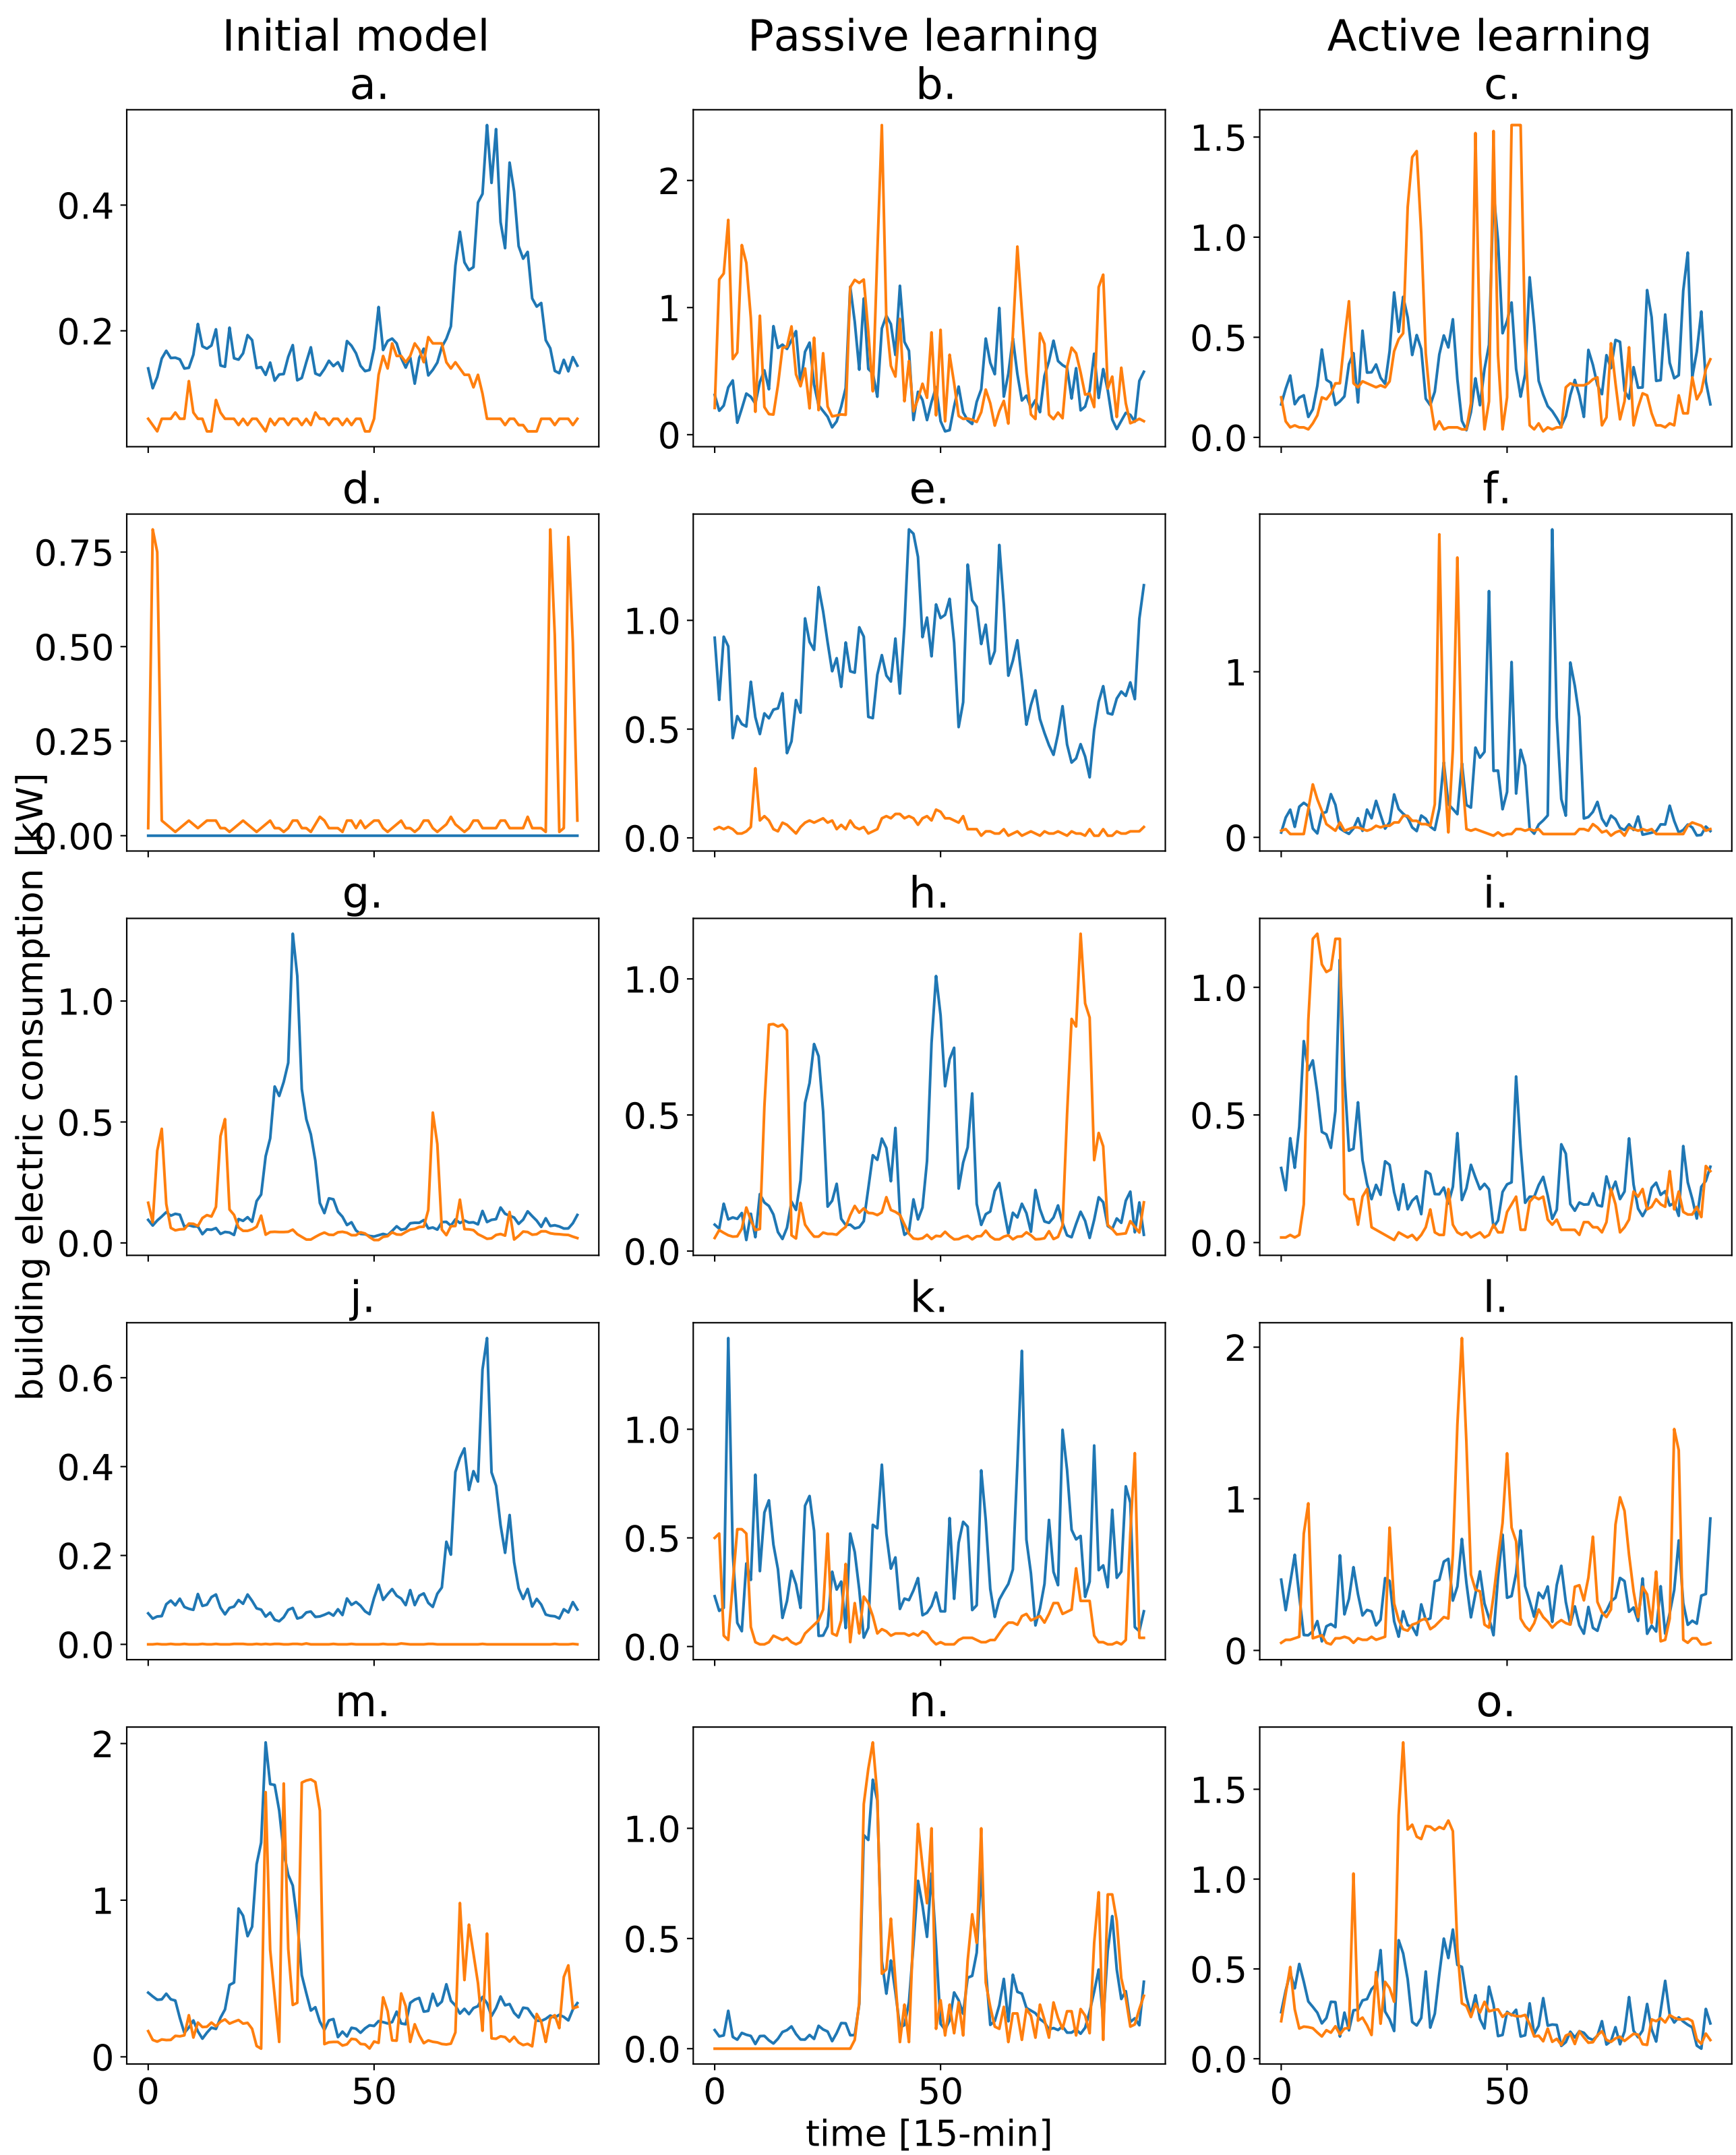 Initial model Passive learning Active learning
a. b. c.
0.4 2 1.5
0.2 1 1.0
0 0.5
0.0
d. e. f.
0.75 1.0 1
0.50 0.5 0
0.25 0.0
0.00
g. h. i.
1.0 1.0 1.0
0.5 0.5 0.5
0.0 0.0 0.0
building electric consumption [kW]
j. k. l.
0.6 1.0 2
0.4 0.5 1
0.2 0.0 0
0.0
m. n. o.
2 1.0 1.5
1 0.5 1.0
0 0.0 0.5
0.0
0 50 0 50 0 50
time [15-min]